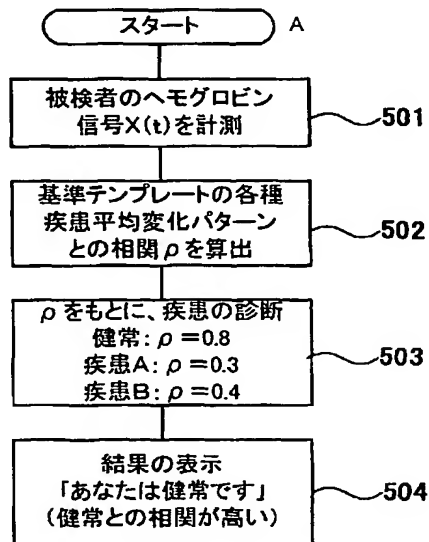 スタート
A
被検者のヘモグロビン
信号X(t)を計測
501
基準テンプレートの各種
疾患平均変化パターン
との相関ρを算出
502
ρをもとに、疾患の診断
健常:ρ=0.8
疾患A:ρ=0.3
疾患B:ρ=0.4
503
結果の表示
「あなたは健常です」
(健常との相関が高い)
504